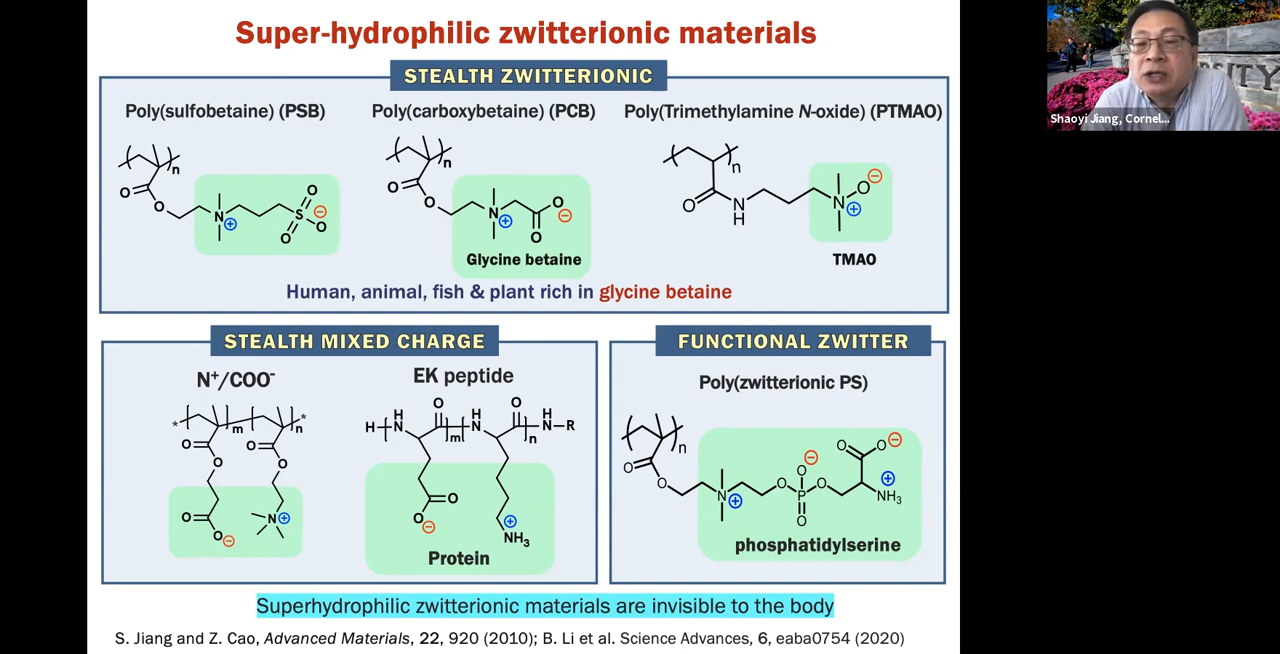 Super-hydrophilic zwitterionic materials
STEALTH ZWITTERIONIC
Poly(sulfobetaine) (PSB)
Poly(carboxybetaine) (PCB)
Poly(Trimethylamine N-oxide) (PTMAO)
n
O
O
N
+
S
O
O
O
−
n
O
O
N
+
O
O
−
Glycine betaine
n
O
N
H
N
+
O
−
TMAO
Human, animal, fish & plant rich in glycine betaine
STEALTH MIXED CHARGE
N⁺/COO⁻
*
m
n
*
O
O
O
O
O
O
−
N
+
EK peptide
H
H
N
O
m
H
N
O
n
H
N
R
O
O
−
+
NH₃
Protein
FUNCTIONAL ZWITTER
Poly(zwitterionic PS)
n
O
O
N
+
O
P
O
−
O
O
O
O
−
+
NH₃
phosphatidylserine
Superhydrophilic zwitterionic materials are invisible to the body
S. Jiang and Z. Cao, Advanced Materials, 22, 920 (2010); B. Li et al. Science Advances, 6, eaba0754 (2020)
Shaoyi Jiang, Cornel...